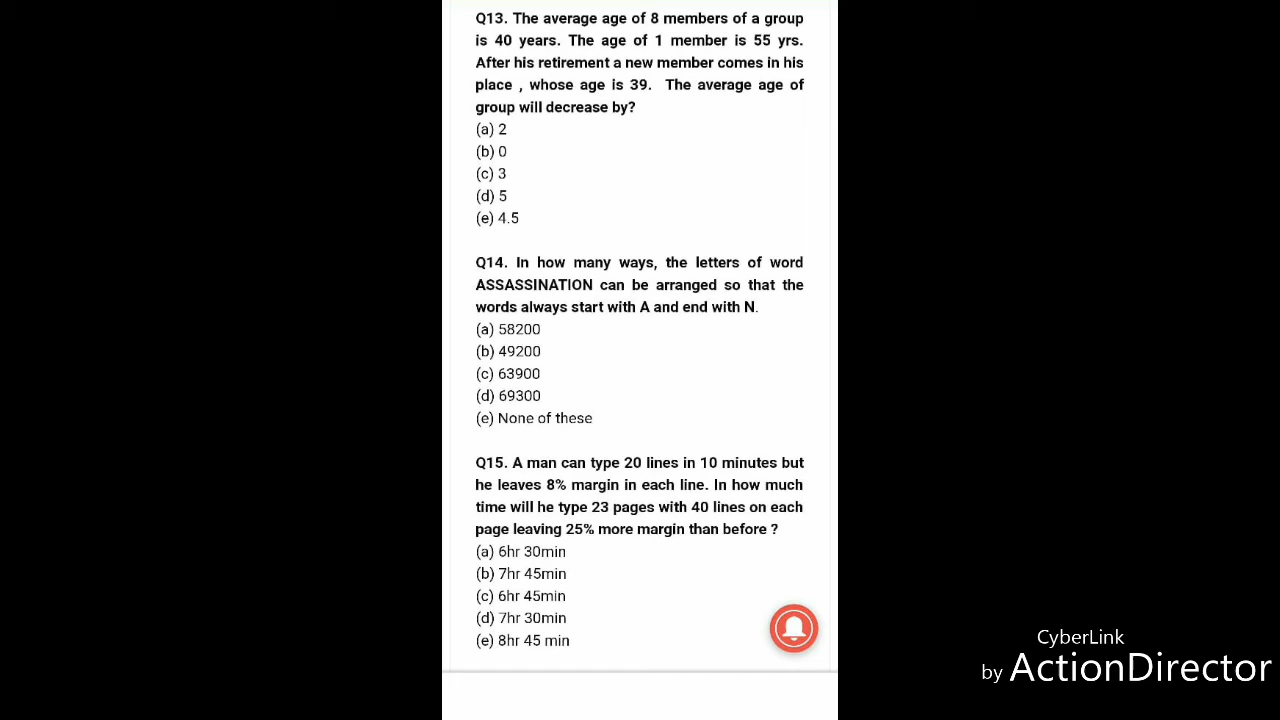 Q13. The average age of 8 members of a group
is 40 years. The age of 1 member is 55 yrs.
After his retirement a new member comes in his
place , whose age is 39. The average age of
group will decrease by?
(a) 2
(b) 0
(c) 3
(d) 5
(e) 4.5
Q14. In how many ways, the letters of word
ASSASSINATION can be arranged so that the
words always start with A and end with N.
(a) 58200
(b) 49200
(c) 63900
(d) 69300
(e) None of these
Q15. A man can type 20 lines in 10 minutes but
he leaves 8% margin in each line. In how much
time will he type 23 pages with 40 lines on each
page leaving 25% more margin than before ?
(a) 6hr 30min
(b) 7hr 45min
(c) 6hr 45min
(d) 7hr 30min
(e) 8hr 45 min
CyberLink
by ActionDirector